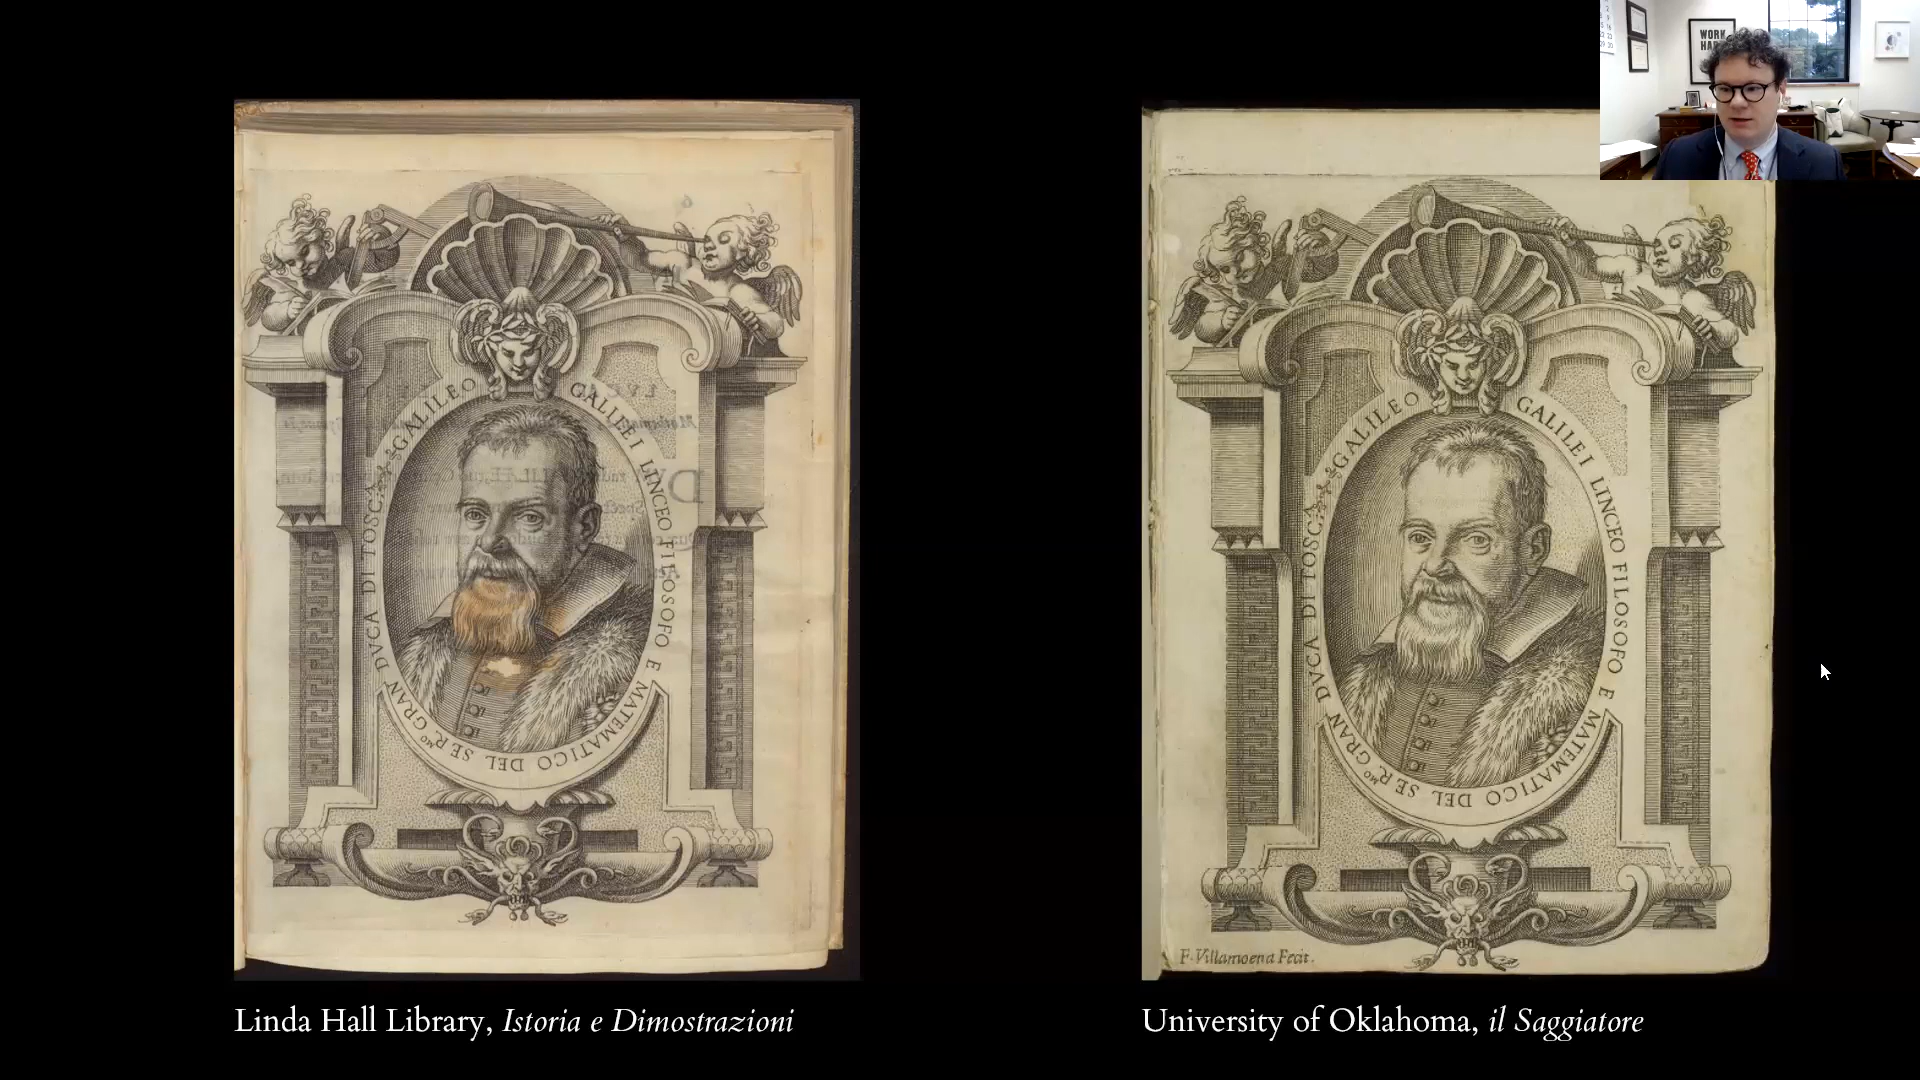 WORK
GALILEO GALILEI LINCEO FILOSOFO E MATEMATICO DEL SER.mo GRAN DVCA DI TOSCA
GALILEO GALILEI LINCEO FILOSOFO E MATEMATICO DEL SER.mo GRAN DVCA DI TOSCA
F. Villamoena Fecit.
Linda Hall Library, Istoria e Dimostrazioni
University of Oklahoma, il Saggiatore